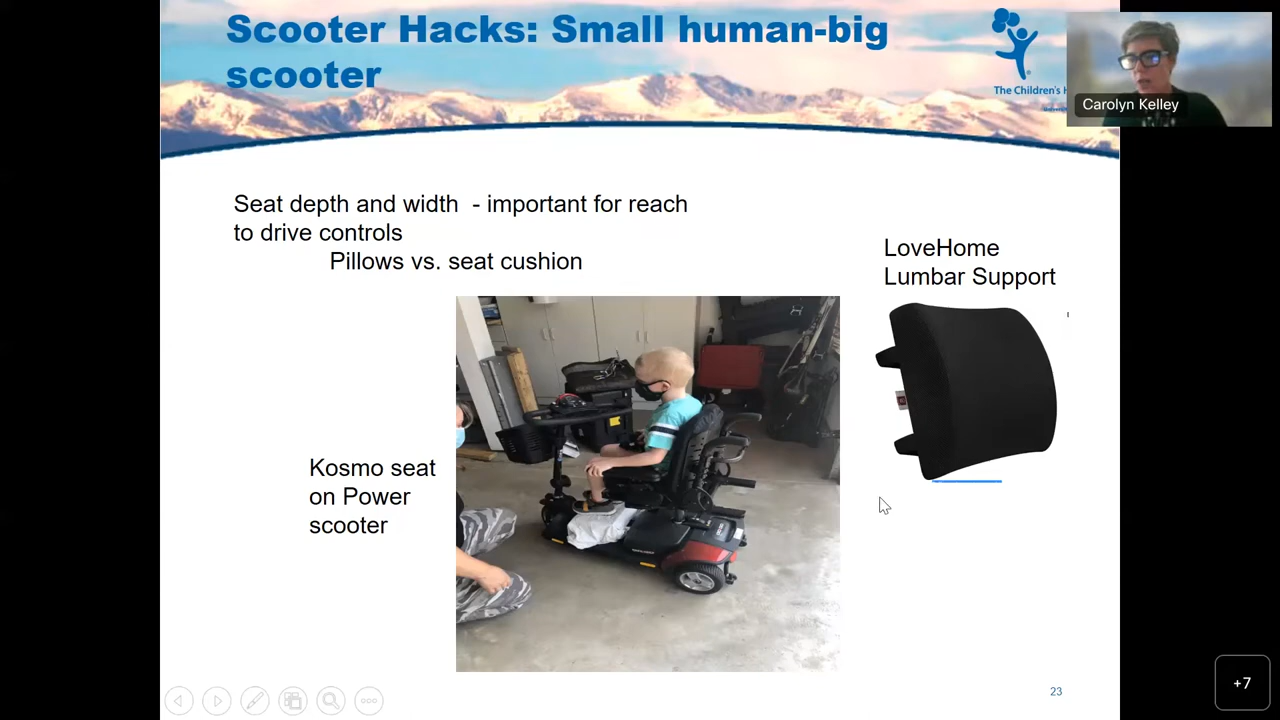 Scooter Hacks: Small human-big
scooter
The Children's H
Carolyn Kelley
Seat depth and width - important for reach
to drive controls
Pillows vs. seat cushion
LoveHome
Lumbar Support
Kosmo seat
on Power
scooter
23
+7